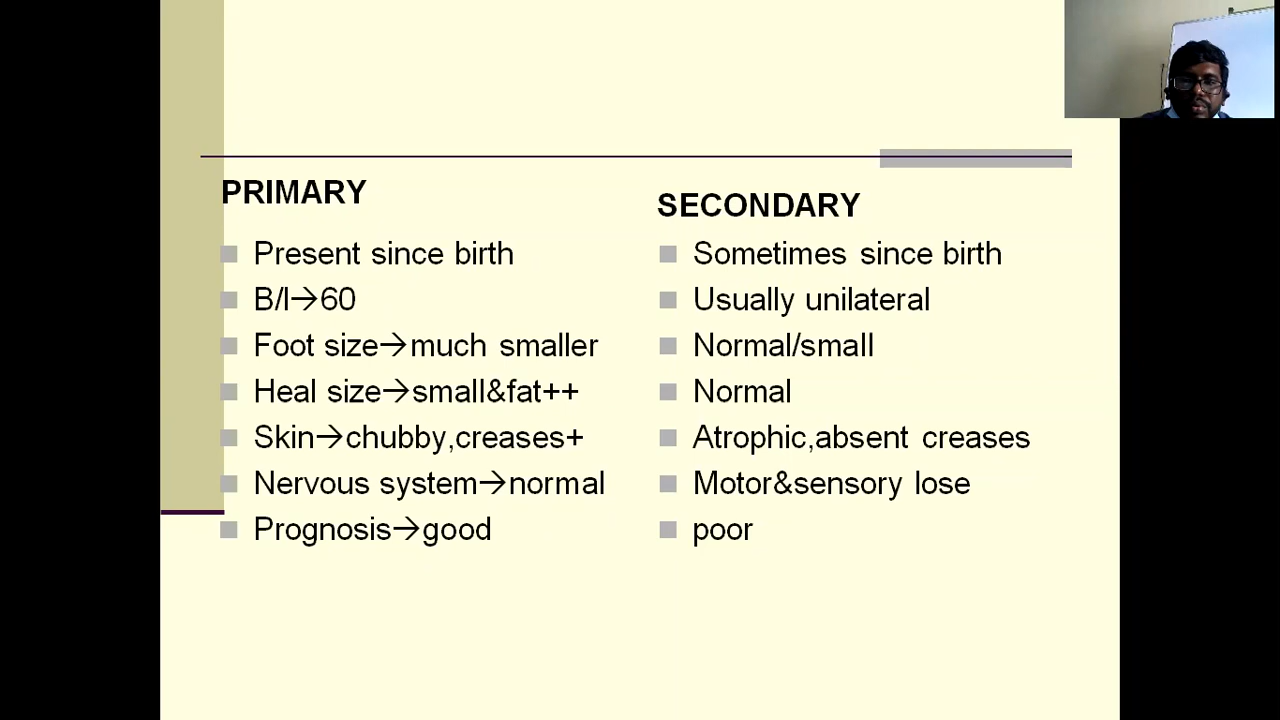 PRIMARY
Present since birth
B/l→60
Foot size→much smaller
Heal size→small&fat++
Skin→chubby,creases+
Nervous system→normal
Prognosis→good
SECONDARY
Sometimes since birth
Usually unilateral
Normal/small
Normal
Atrophic,absent creases
Motor&sensory lose
poor